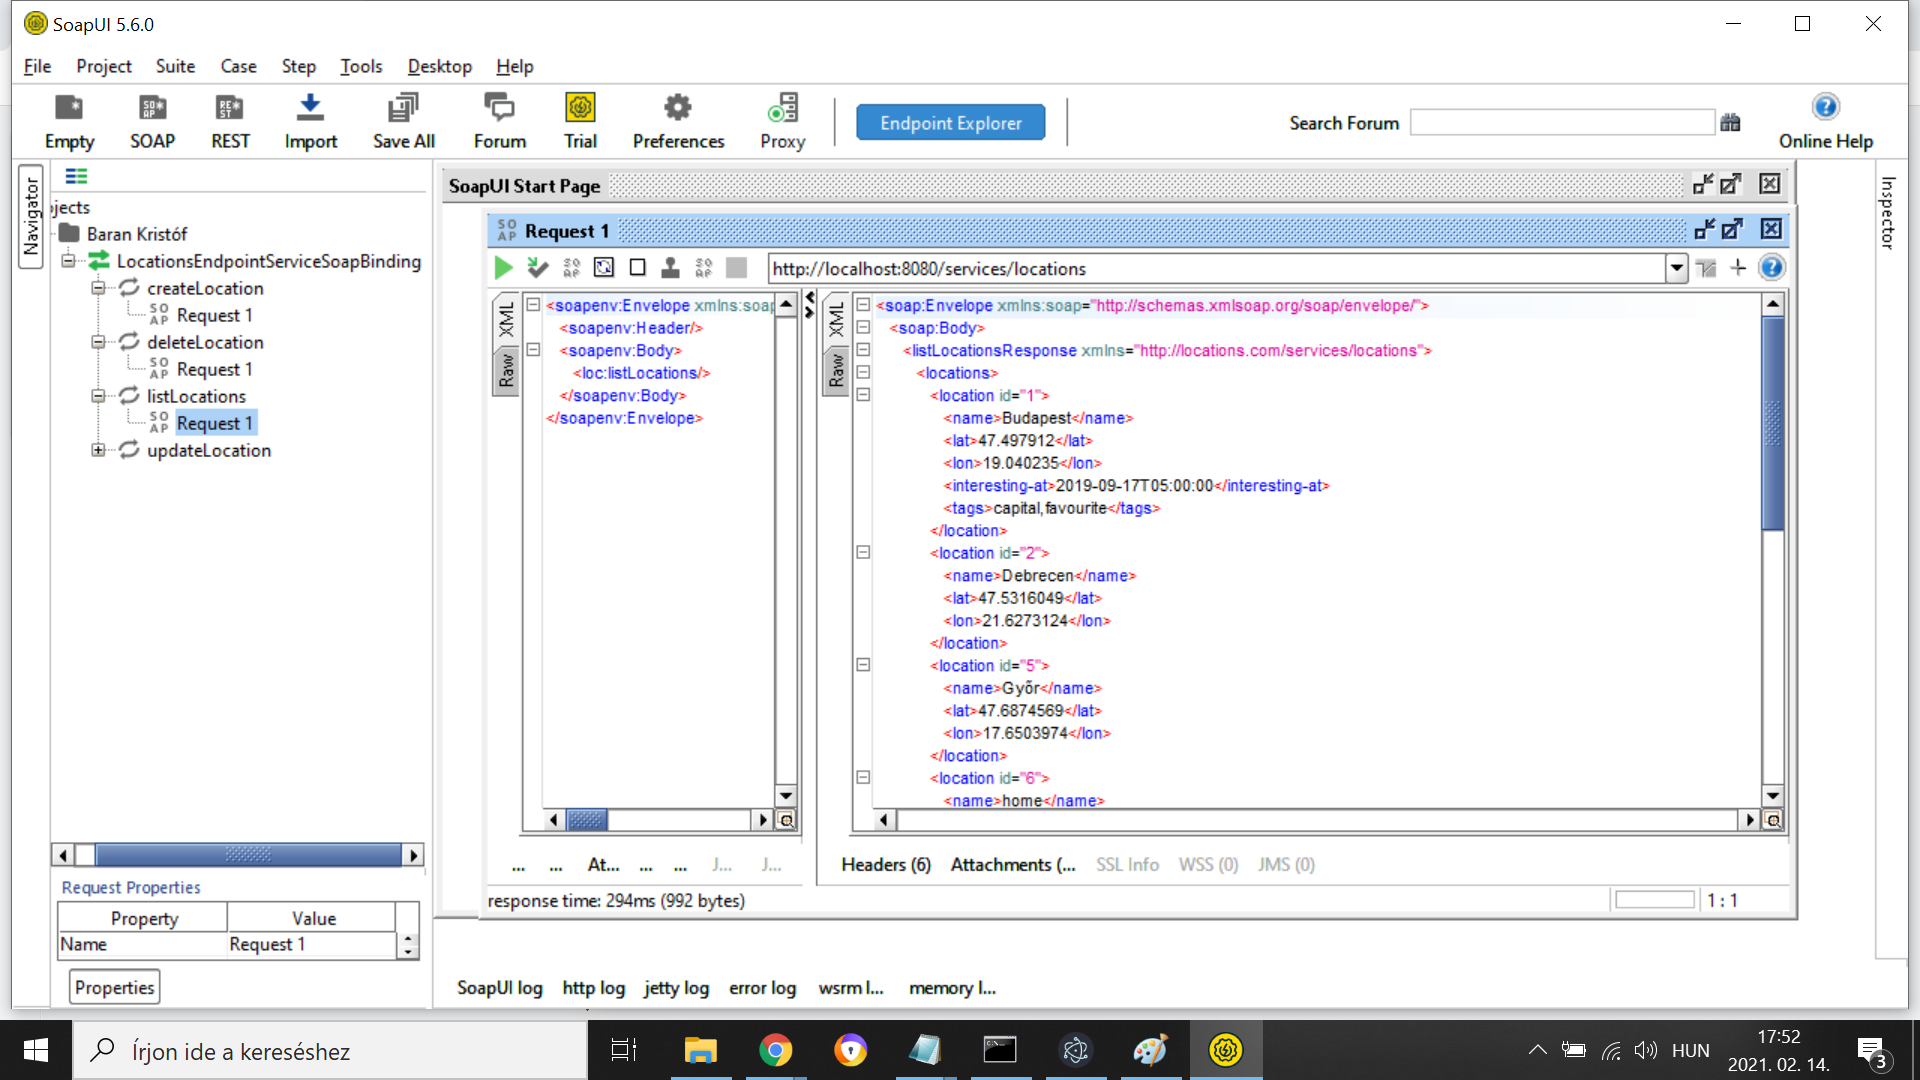 SoapUI 5.6.0
File Project Suite Case Step Tools Desktop Help
Empty SOAP REST Import Save All Forum Trial Preferences Proxy Endpoint Explorer Search Forum Online Help
Navigator
jects
Baran Kristóf
LocationsEndpointServiceSoapBinding
createLocation
SOAP Request 1
deleteLocation
SOAP Request 1
listLocations
SOAP Request 1
updateLocation
Request Properties
Property Value
Name Request 1
Properties
SoapUI Start Page
SOAP Request 1
http://localhost:8080/services/locations
XML
Raw
<soapenv:Envelope xmlns:soap
<soapenv:Header/>
<soapenv:Body>
<loc:listLocations/>
</soapenv:Body>
</soapenv:Envelope>
XML
Raw
<soap:Envelope xmlns:soap="http://schemas.xmlsoap.org/soap/envelope/">
<soap:Body>
<listLocationsResponse xmlns="http://locations.com/services/locations">
<locations>
<location id="1">
<name>Budapest</name>
<lat>47.497912</lat>
<lon>19.040235</lon>
<interesting-at>2019-09-17T05:00:00</interesting-at>
<tags>capital,favourite</tags>
</location>
<location id="2">
<name>Debrecen</name>
<lat>47.5316049</lat>
<lon>21.6273124</lon>
</location>
<location id="5">
<name>Győr</name>
<lat>47.6874569</lat>
<lon>17.6503974</lon>
</location>
<location id="6">
<name>home</name>
... ... At... ... ... J... J...
Headers (6) Attachments (... SSL Info WSS (0) JMS (0)
response time: 294ms (992 bytes)
1 : 1
Inspector
SoapUI log http log jetty log error log wsrm l... memory l...
Írjon ide a kereséshez
HUN
17:52
2021. 02. 14.
3